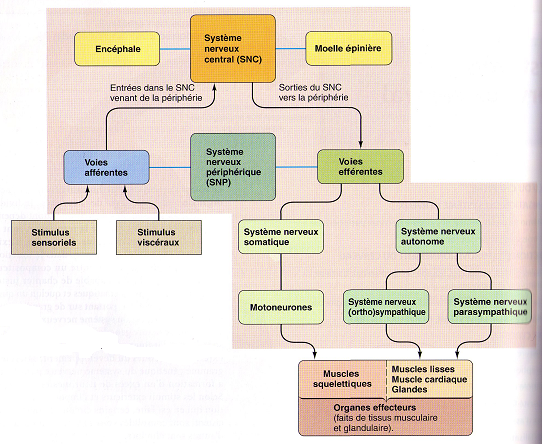 Encéphale
Système
nerveux
central (SNC)
Moelle épinière
Entrées dans le SNC
venant de la périphérie
Sorties du SNC
vers la périphérie
Voies
afférentes
Système
nerveux
périphérique
(SNP)
Voies
efférentes
Stimulus
sensoriels
Stimulus
viscéraux
Système nerveux
somatique
Système nerveux
autonome
Motoneurones
Système nerveux
(ortho)sympathique
Système nerveux
parasympathique
Muscles
squelettiques
Muscles lisses
Muscle cardiaque
Glandes
Organes effecteurs
(faits de tissus musculaire
et glandulaire).